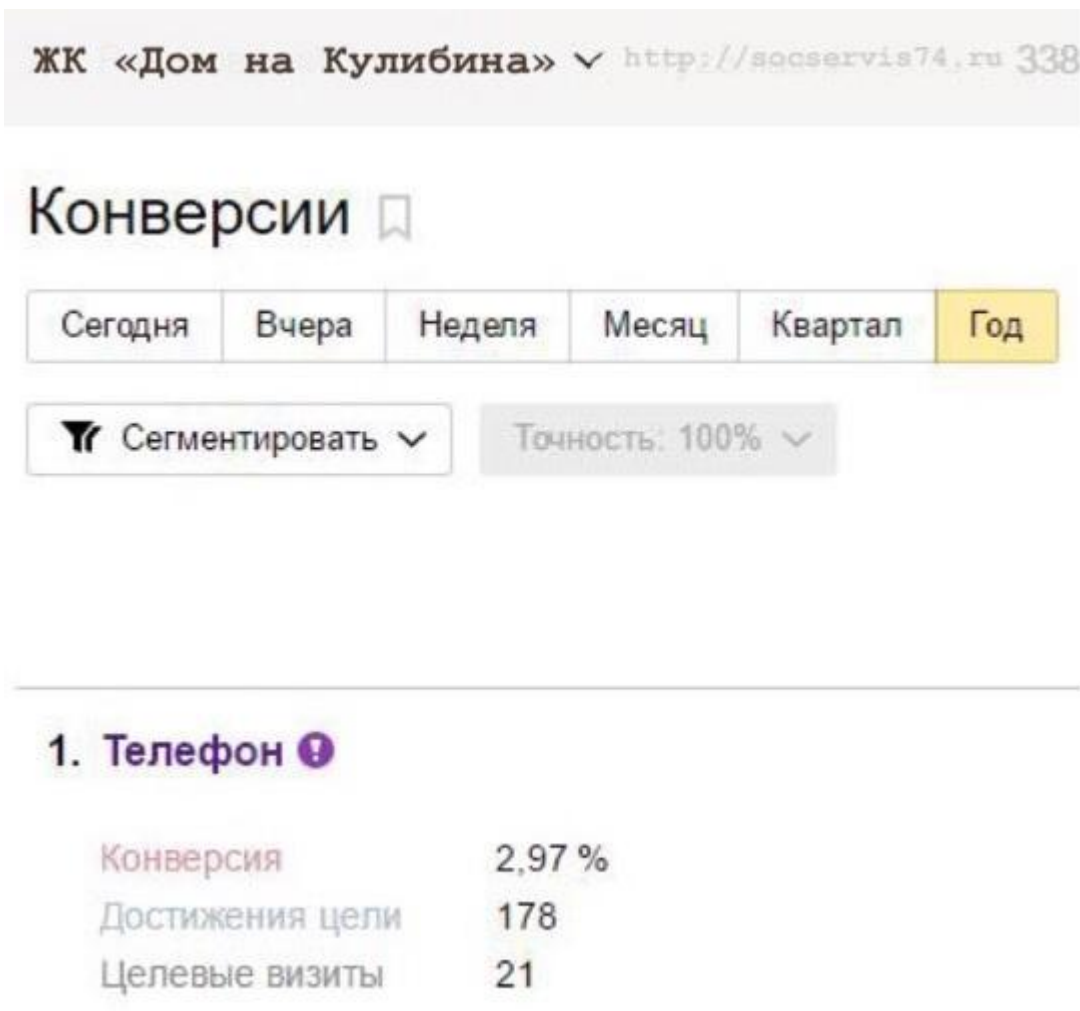 ЖК «Дом на Кулибина» http://socservis74.ru 338
Конверсии
Сегодня Вчера Неделя Месяц Квартал Год
Сегментировать Точность: 100%
1. Телефон
Конверсия 2,97 %
Достижения цели 178
Целевые визиты 21